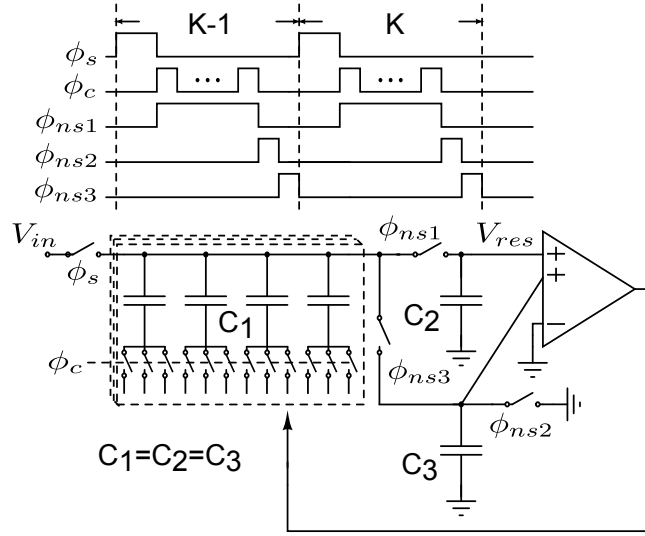 K-1 K
ϕs
ϕc ... ...
ϕns1
ϕns2
ϕns3
Vin ϕs ϕns1 Vres
+
+
−
C1 C2
ϕc ϕns3
ϕns2
C1=C2=C3 C3